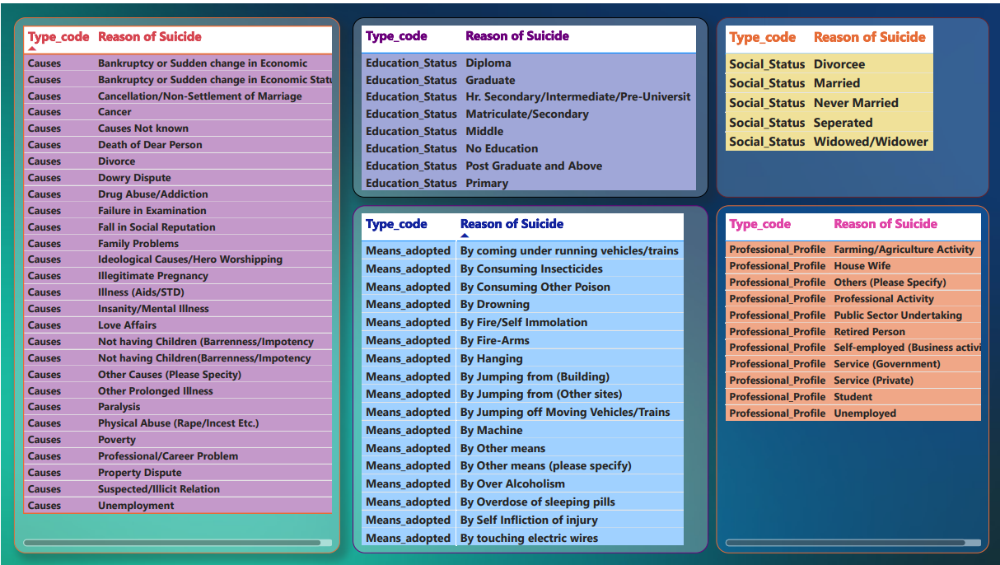 Type_code Reason of Suicide
Causes Bankruptcy or Sudden change in Economic
Causes Bankruptcy or Sudden change in Economic Statu
Causes Cancellation/Non-Settlement of Marriage
Causes Cancer
Causes Causes Not known
Causes Death of Dear Person
Causes Divorce
Causes Dowry Dispute
Causes Drug Abuse/Addiction
Causes Failure in Examination
Causes Fall in Social Reputation
Causes Family Problems
Causes Ideological Causes/Hero Worshipping
Causes Illegitimate Pregnancy
Causes Illness (Aids/STD)
Causes Insanity/Mental Illness
Causes Love Affairs
Causes Not having Children (Barrenness/Impotency
Causes Not having Children(Barrenness/Impotency
Causes Other Causes (Please Specity)
Causes Other Prolonged Illness
Causes Paralysis
Causes Physical Abuse (Rape/Incest Etc.)
Causes Poverty
Causes Professional/Career Problem
Causes Property Dispute
Causes Suspected/Illicit Relation
Causes Unemployment
Type_code Reason of Suicide
Education_Status Diploma
Education_Status Graduate
Education_Status Hr. Secondary/Intermediate/Pre-Universit
Education_Status Matriculate/Secondary
Education_Status Middle
Education_Status No Education
Education_Status Post Graduate and Above
Education_Status Primary
Type_code Reason of Suicide
Social_Status Divorcee
Social_Status Married
Social_Status Never Married
Social_Status Seperated
Social_Status Widowed/Widower
Type_code Reason of Suicide
Means_adopted By coming under running vehicles/trains
Means_adopted By Consuming Insecticides
Means_adopted By Consuming Other Poison
Means_adopted By Drowning
Means_adopted By Fire/Self Immolation
Means_adopted By Fire-Arms
Means_adopted By Hanging
Means_adopted By Jumping from (Building)
Means_adopted By Jumping from (Other sites)
Means_adopted By Jumping off Moving Vehicles/Trains
Means_adopted By Machine
Means_adopted By Other means
Means_adopted By Other means (please specify)
Means_adopted By Over Alcoholism
Means_adopted By Overdose of sleeping pills
Means_adopted By Self Infliction of injury
Means_adopted By touching electric wires
Type_code Reason of Suicide
Professional_Profile Farming/Agriculture Activity
Professional_Profile House Wife
Professional_Profile Others (Please Specify)
Professional_Profile Professional Activity
Professional_Profile Public Sector Undertaking
Professional_Profile Retired Person
Professional_Profile Self-employed (Business activi
Professional_Profile Service (Government)
Professional_Profile Service (Private)
Professional_Profile Student
Professional_Profile Unemployed